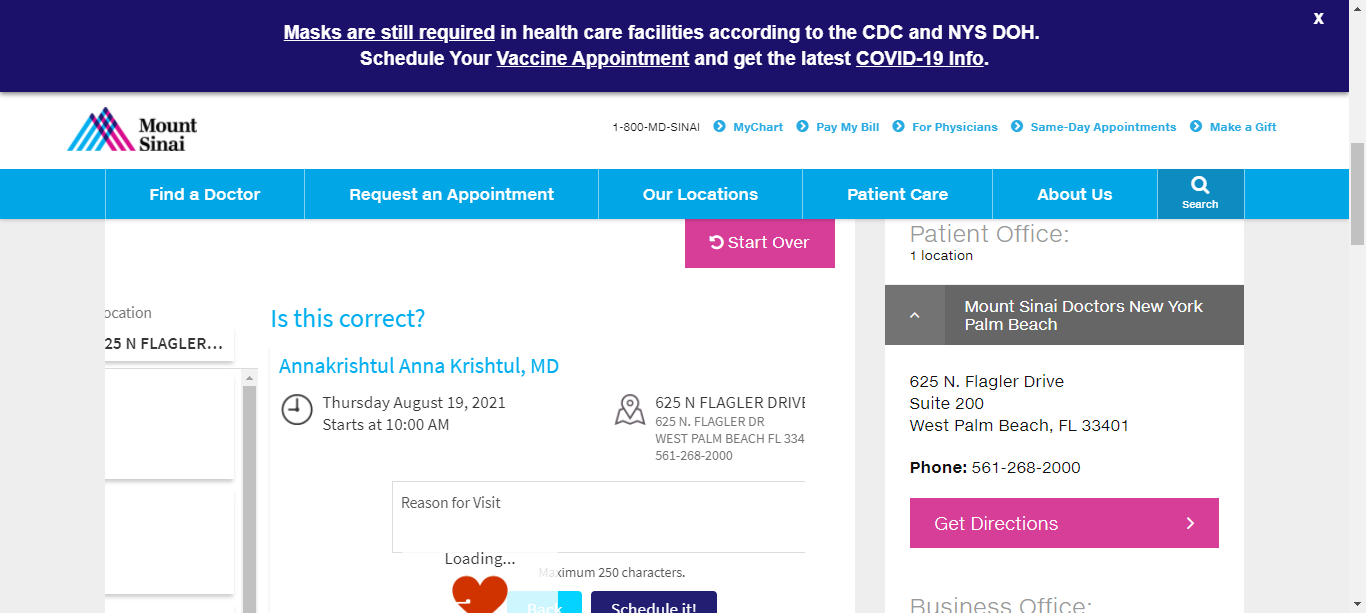 Masks are still required in health care facilities according to the CDC and NYS DOH.
X
Schedule Your Vaccine Appointment and get the latest COVID-19 Info.
Mount
Sinai
1-800-MD-SINAI
MyChart
Pay My Bill
For Physicians
Same-Day Appointments
Make a Gift
Find a Doctor
Request an Appointment
Our Locations
Patient Care
About Us
Search
Start Over
ocation
25 N FLAGLER...
Is this correct?
Annakrishtul Anna Krishtul, MD
Thursday August 19, 2021
Starts at 10:00 AM
625 N FLAGLER DRIVE
625 N. FLAGLER DR
WEST PALM BEACH FL 334
561-268-2000
Reason for Visit
Loading...
Maximum 250 characters.
Back
Schedule it!
Patient Office:
1 location
Mount Sinai Doctors New York
Palm Beach
625 N. Flagler Drive
Suite 200
West Palm Beach, FL 33401
Phone: 561-268-2000
Get Directions
Business Office: